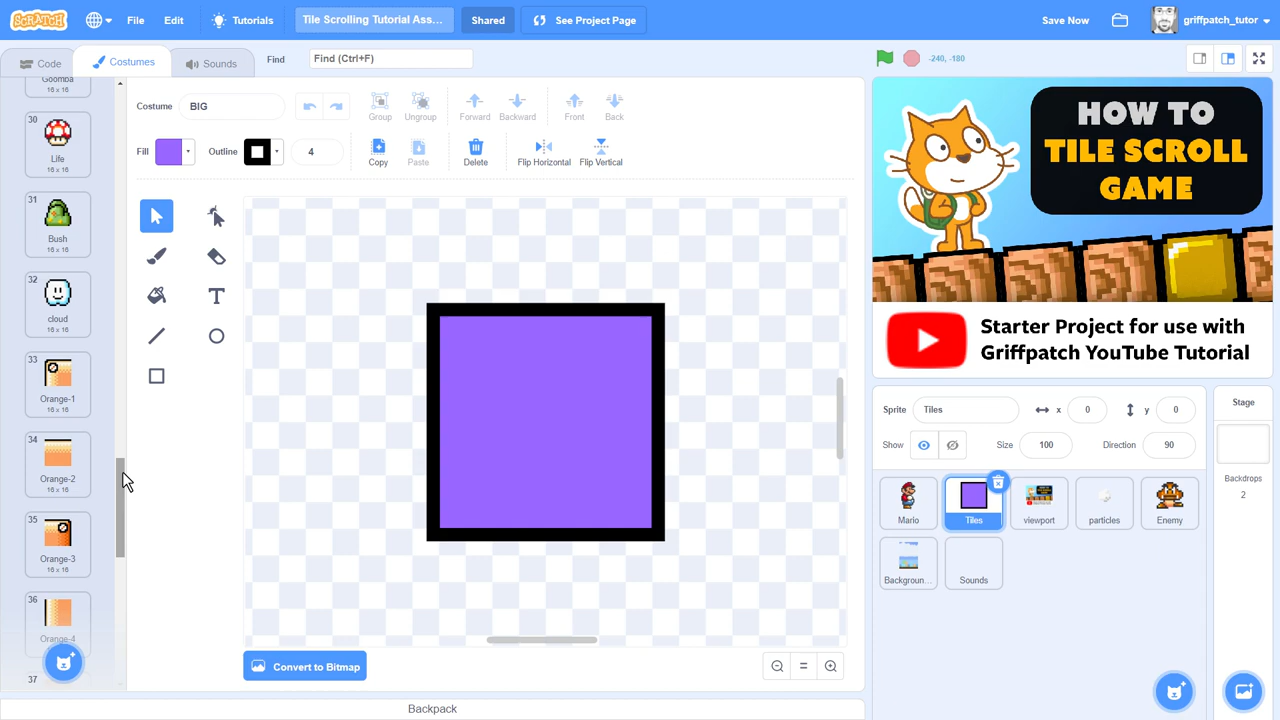 SCRATCH
File
Edit
Tutorials
Tile Scrolling Tutorial Ass...
Shared
See Project Page
Save Now
griffpatch_tutor
Code
Costumes
Sounds
Find
Find (Ctrl+F)
-240, -180
Goomba
16 x 16
30
Life
16 x 16
31
Bush
16 x 16
32
cloud
16 x 16
33
Orange-1
16 x 16
34
Orange-2
16 x 16
35
Orange-3
16 x 16
36
Orange-4
16 x 16
37
Costume
BIG
Group
Ungroup
Forward
Backward
Front
Back
Fill
Outline
4
Copy
Paste
Delete
Flip Horizontal
Flip Vertical
Convert to Bitmap
Backpack
HOW TO
TILE SCROLL
GAME
Starter Project for use with
Griffpatch YouTube Tutorial
Sprite
Tiles
x
0
y
0
Show
Size
100
Direction
90
Mario
Tiles
viewport
particles
Enemy
Backgroun...
Sounds
Stage
Backdrops
2